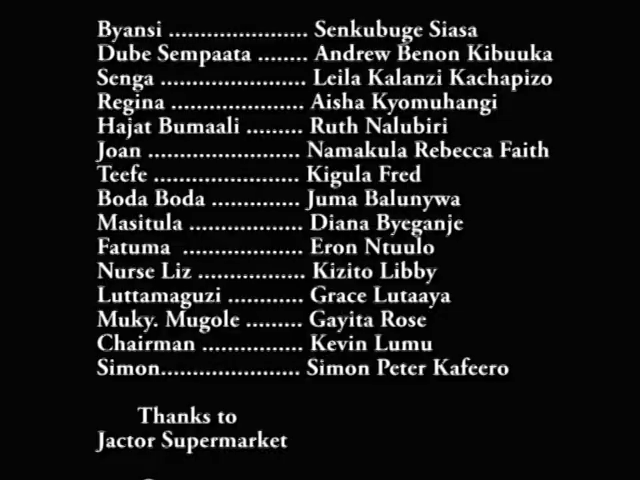 Byansi ....................... Senkubuge Siasa
Dube Sempaata ........ Andrew Benon Kibuuka
Senga ........................ Leila Kalanzi Kachapizo
Regina ...................... Aisha Kyomuhangi
Hajat Bumaali ......... Ruth Nalubiri
Joan ......................... Namakula Rebecca Faith
Teefe ........................ Kigula Fred
Boda Boda ............... Juma Balunywa
Masitula ................... Diana Byeganje
Fatuma .................... Eron Ntuulo
Nurse Liz .................. Kizito Libby
Luttamaguzi ............ Grace Lutaaya
Muky. Mugole ......... Gayita Rose
Chairman ................. Kevin Lumu
Simon....................... Simon Peter Kafeero
Thanks to
Jactor Supermarket